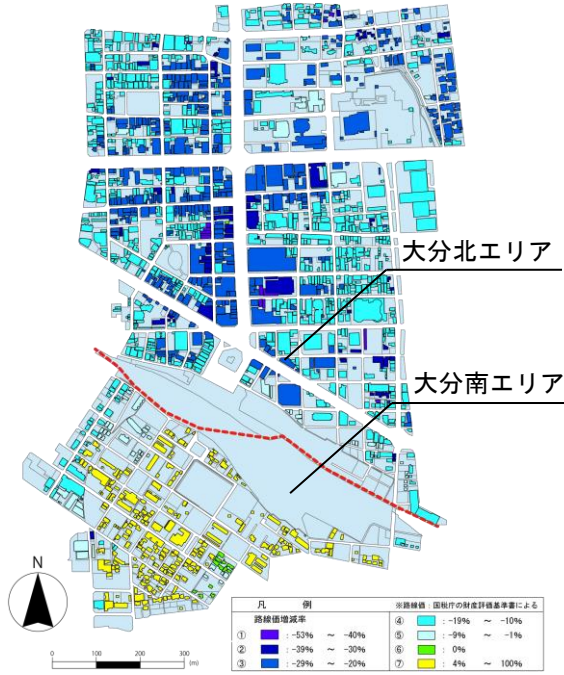 大分北エリア
大分南エリア
N
0 100 200 300
(m)
凡 例
※路線価：国税庁の財産評価基準書による
路線価増減率
① : -53% ～ -40%
② : -39% ～ -30%
③ : -29% ～ -20%
④ : -19% ～ -10%
⑤ : -9% ～ -1%
⑥ : 0%
⑦ : 4% ～ 100%